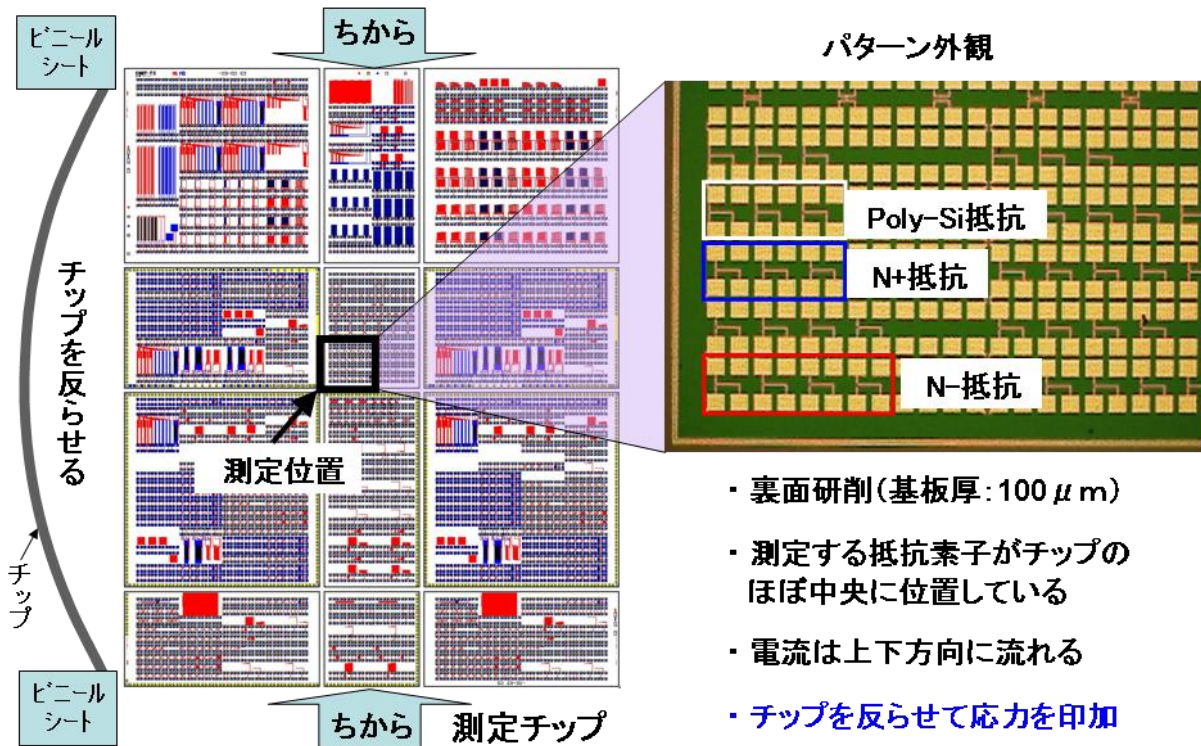 ビニール
シート
ちから
パターン外観
チップを反らせる
Poly-Si抵抗
N+抵抗
N-抵抗
測定位置
チップ
・裏面研削(基板厚:100μm)
・測定する抵抗素子がチップの
ほぼ中央に位置している
・電流は上下方向に流れる
・チップを反らせて応力を印加
ビニール
シート
ちから
測定チップ